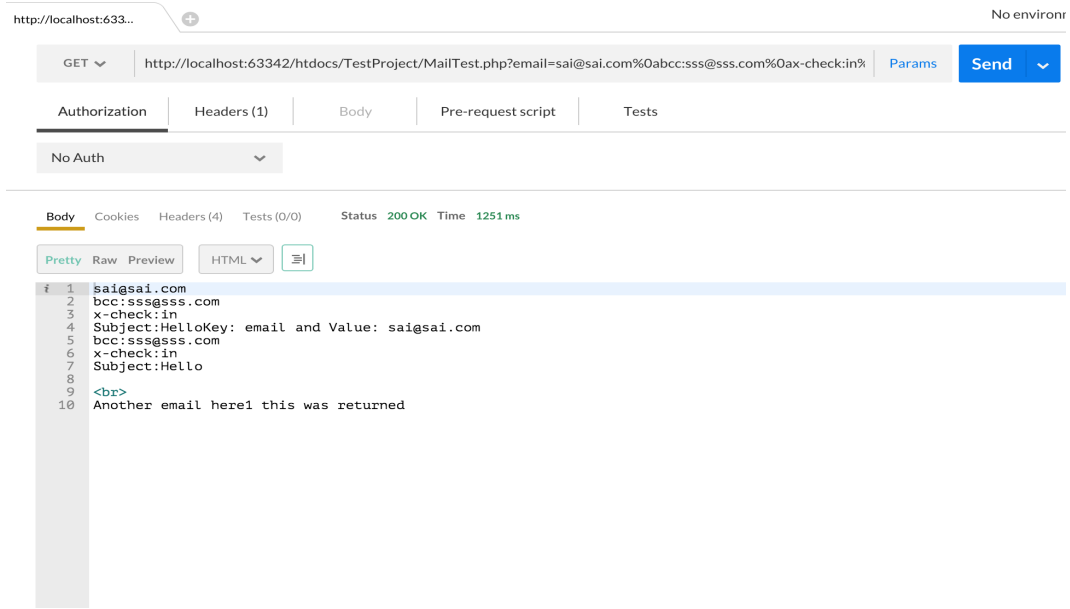 http://localhost:633...
No environ
GET
http://localhost:63342/htdocs/TestProject/MailTest.php?email=sai@sai.com%0abcc:sss@sss.com%0ax-check:in%
Params
Send
Authorization
Headers (1)
Body
Pre-request script
Tests
No Auth
Body
Cookies
Headers (4)
Tests (0/0)
Status 200 OK Time 1251 ms
Pretty Raw Preview
HTML
i 1 sai@sai.com
2 bcc:sss@sss.com
3 x-check:in
4 Subject:HelloKey: email and Value: sai@sai.com
5 bcc:sss@sss.com
6 x-check:in
7 Subject:Hello
8
9 <br>
10 Another email here1 this was returned